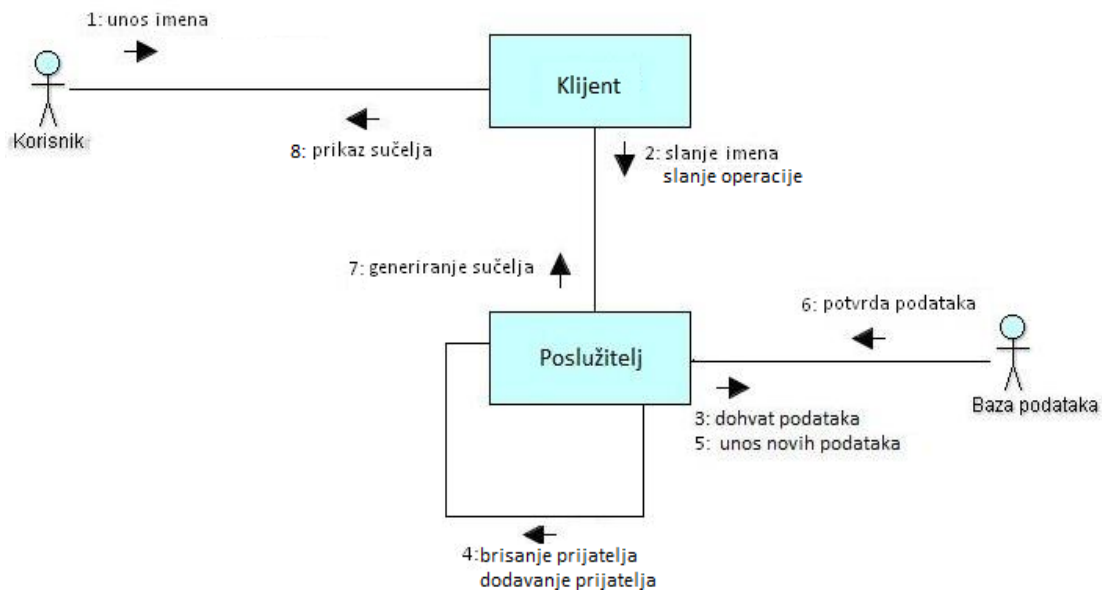 1: unos imena
Klijent
Korisnik
8: prikaz sučelja
2: slanje imena
slanje operacije
7: generiranje sučelja
6: potvrda podataka
Poslužitelj
Baza podataka
3: dohvat podataka
5: unos novih podataka
4: brisanje prijatelja
dodavanje prijatelja